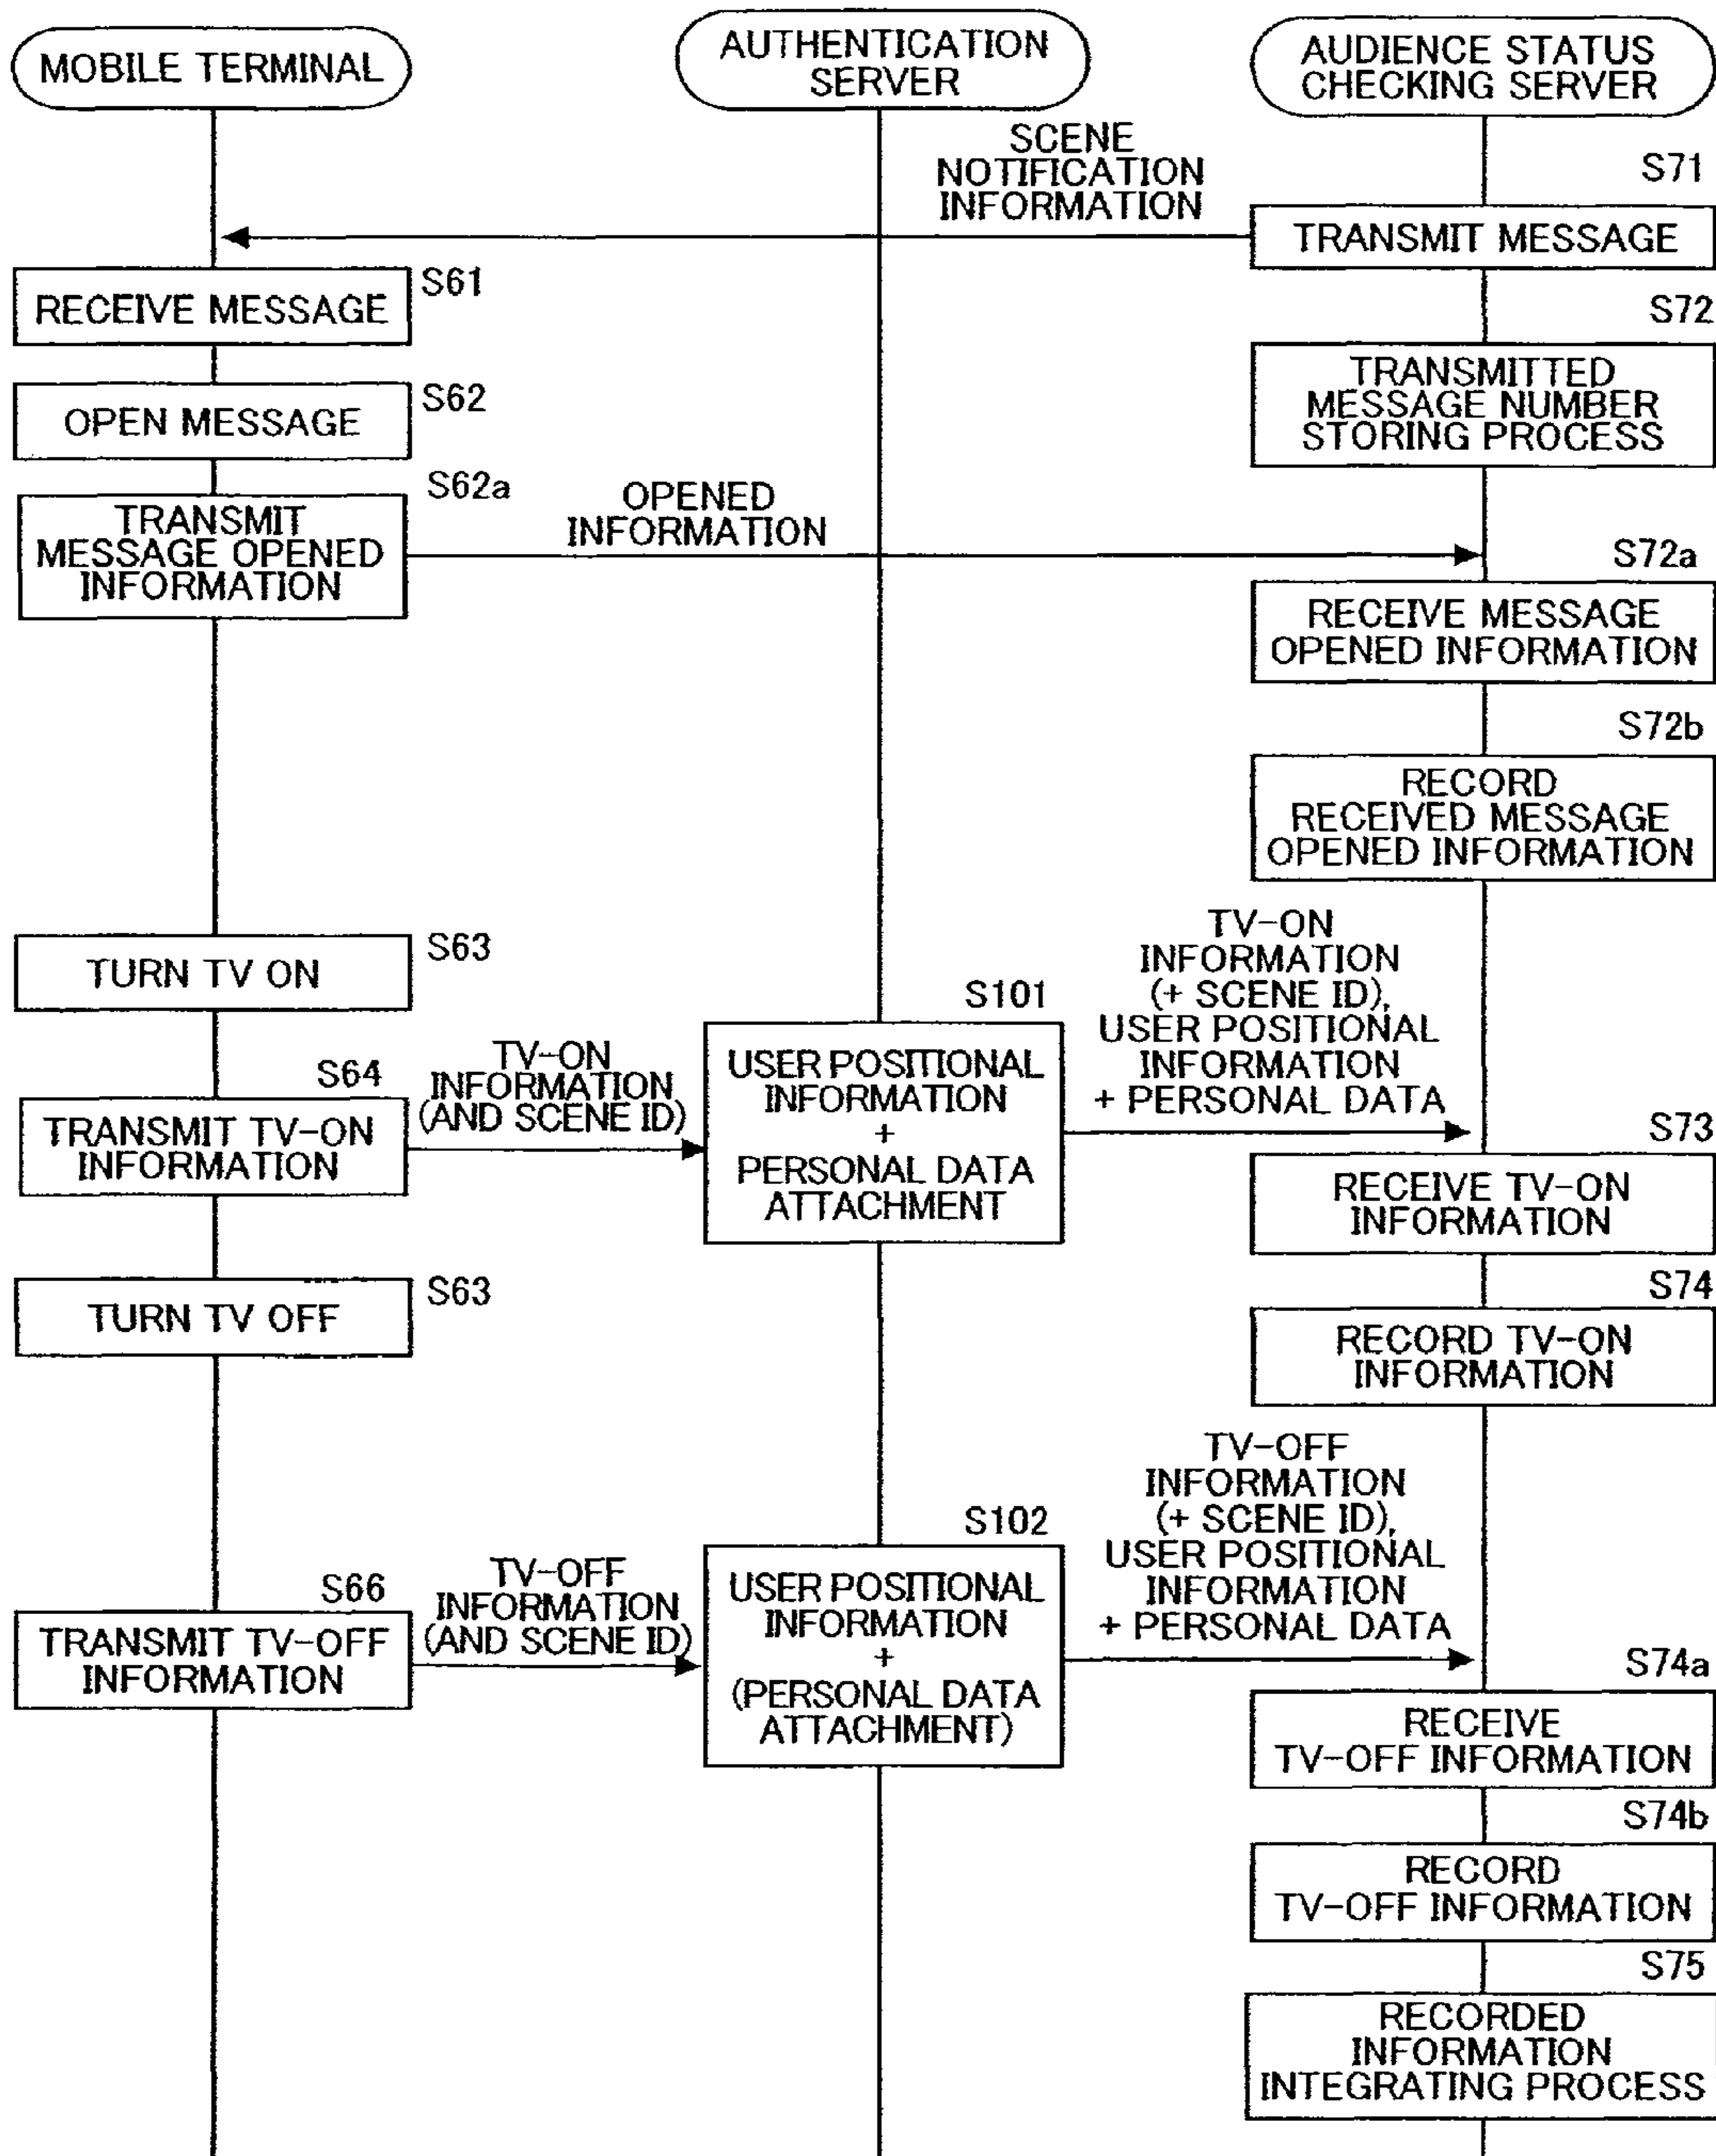 MOBILE TERMINAL
AUTHENTICATION
SERVER
AUDIENCE STATUS
CHECKING SERVER
SCENE
NOTIFICATION
INFORMATION
S71
TRANSMIT MESSAGE
S61
RECEIVE MESSAGE
S72
TRANSMITTED
MESSAGE NUMBER
STORING PROCESS
S62
OPEN MESSAGE
S62a
TRANSMIT
MESSAGE OPENED
INFORMATION
OPENED
INFORMATION
S72a
RECEIVE MESSAGE
OPENED INFORMATION
S72b
RECORD
RECEIVED MESSAGE
OPENED INFORMATION
S63
TURN TV ON
S64
TRANSMIT TV-ON
INFORMATION
TV-ON
INFORMATION
(AND SCENE ID)
S101
USER POSITIONAL
INFORMATION
+
PERSONAL DATA
ATTACHMENT
TV-ON
INFORMATION
(+ SCENE ID),
USER POSITIONAL
INFORMATION
+ PERSONAL DATA
S73
RECEIVE TV-ON
INFORMATION
S63
TURN TV OFF
S74
RECORD TV-ON
INFORMATION
S66
TRANSMIT TV-OFF
INFORMATION
TV-OFF
INFORMATION
(AND SCENE ID)
S102
USER POSITIONAL
INFORMATION
+
(PERSONAL DATA
ATTACHMENT)
TV-OFF
INFORMATION
(+ SCENE ID),
USER POSITIONAL
INFORMATION
+ PERSONAL DATA
S74a
RECEIVE
TV-OFF INFORMATION
S74b
RECORD
TV-OFF INFORMATION
S75
RECORDED
INFORMATION
INTEGRATING PROCESS